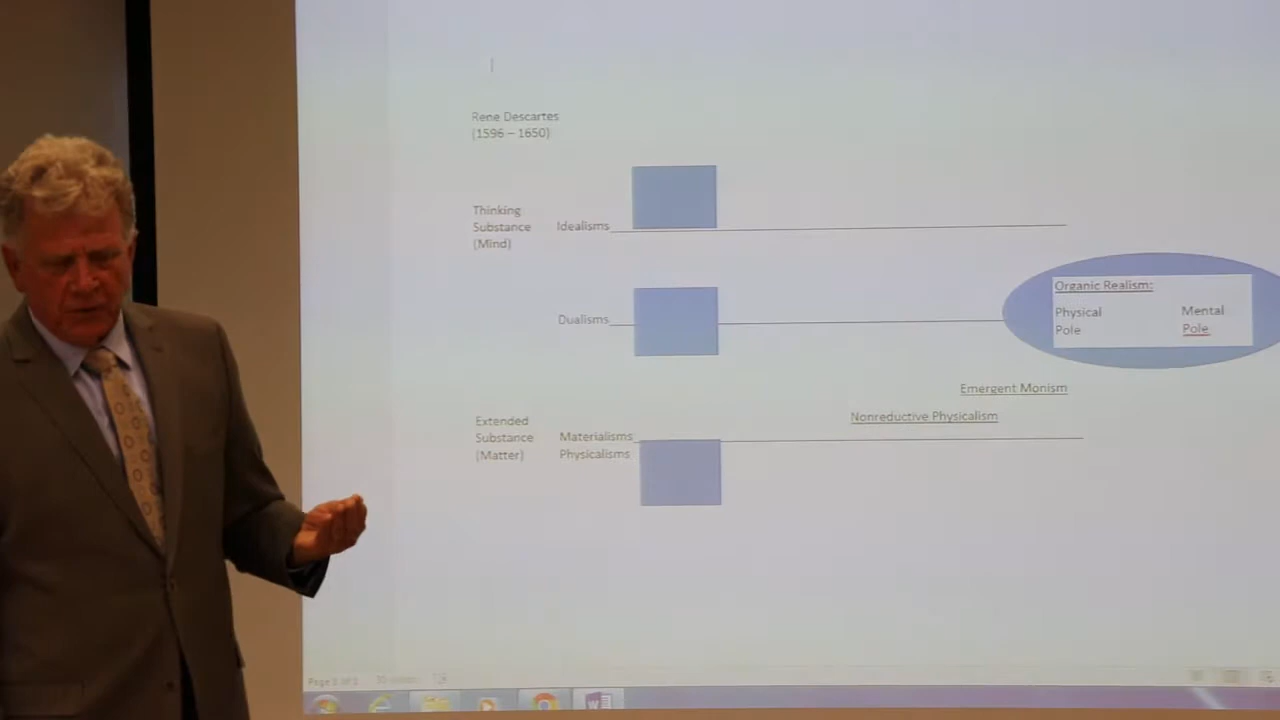 Rene Descartes
(1596 – 1650)
Thinking
Substance
(Mind)
Idealisms
Dualisms
Organic Realism:
Physical
Pole
Mental
Pole
Emergent Monism
Nonreductive Physicalism
Extended
Substance
(Matter)
Materialisms
Physicalisms